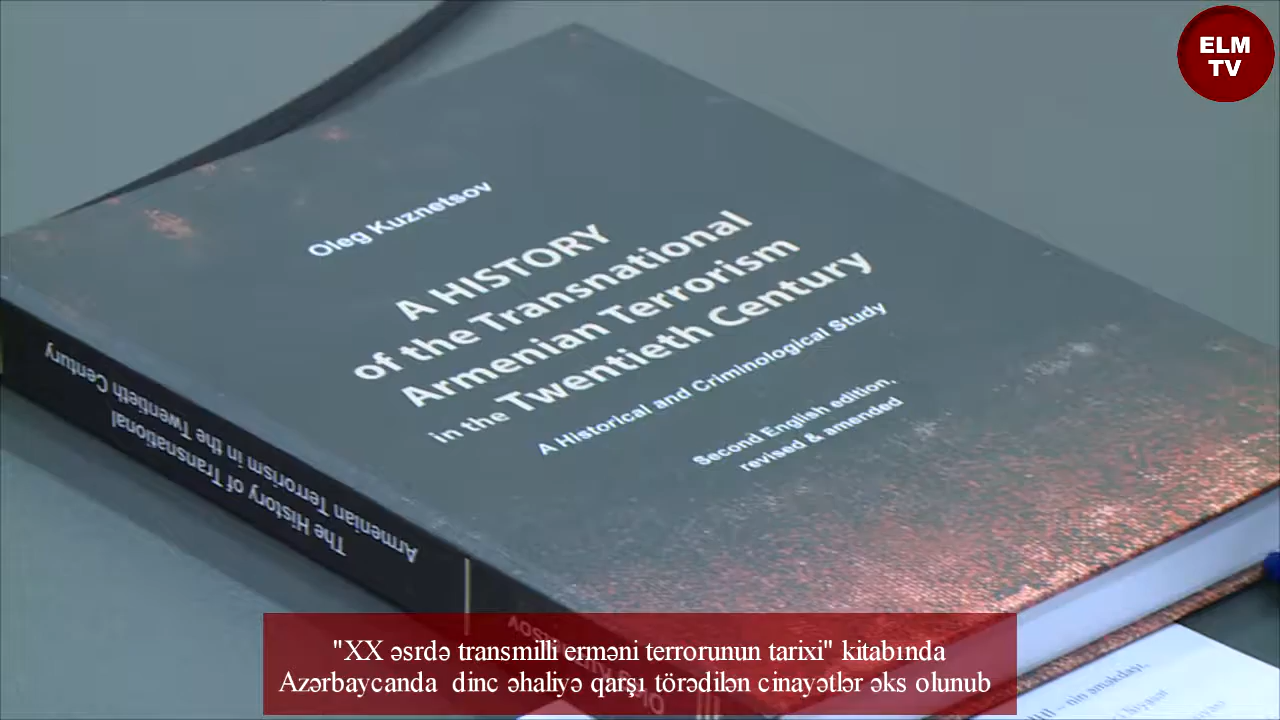 ELM
TV
Oleg Kuznetsov
A HISTORY
of the Transnational
Armenian Terrorism
in the Twentieth Century
A Historical and Criminological Study
Second English edition,
revised & amended
The History of Transnational
Armenian Terrorism in the Twentieth Century
"XX əsrdə transmilli erməni terrorunun tarixi" kitabında
Azərbaycanda dinc əhaliyə qarşı törədilən cinayətlər əks olunub